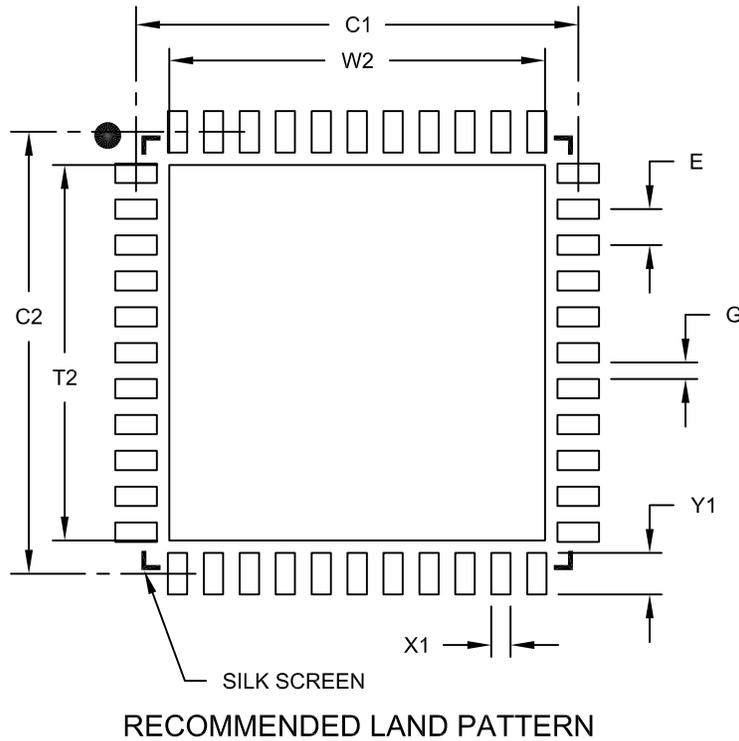 C1
W2
E
C2
G
T2
Y1
X1
SILK SCREEN
RECOMMENDED LAND PATTERN